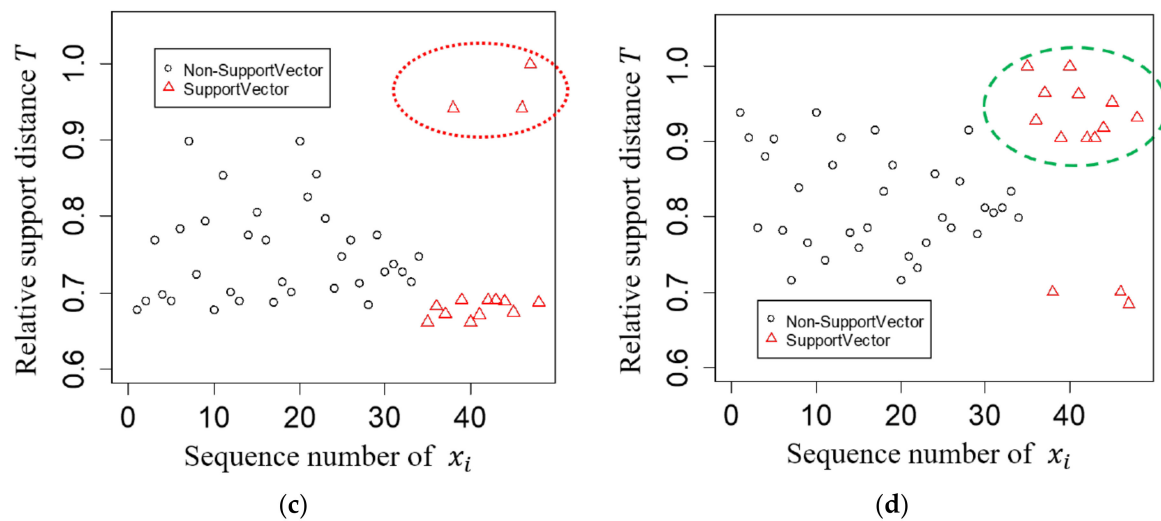 Relative support distance T
1.0
0.9
0.8
0.7
0.6
Non-SupportVector
SupportVector
0 10 20 30 40
Sequence number of x_i
(c)
Relative support distance T
1.0
0.9
0.8
0.7
0.6
Non-SupportVector
SupportVector
0 10 20 30 40
Sequence number of x_i
(d)